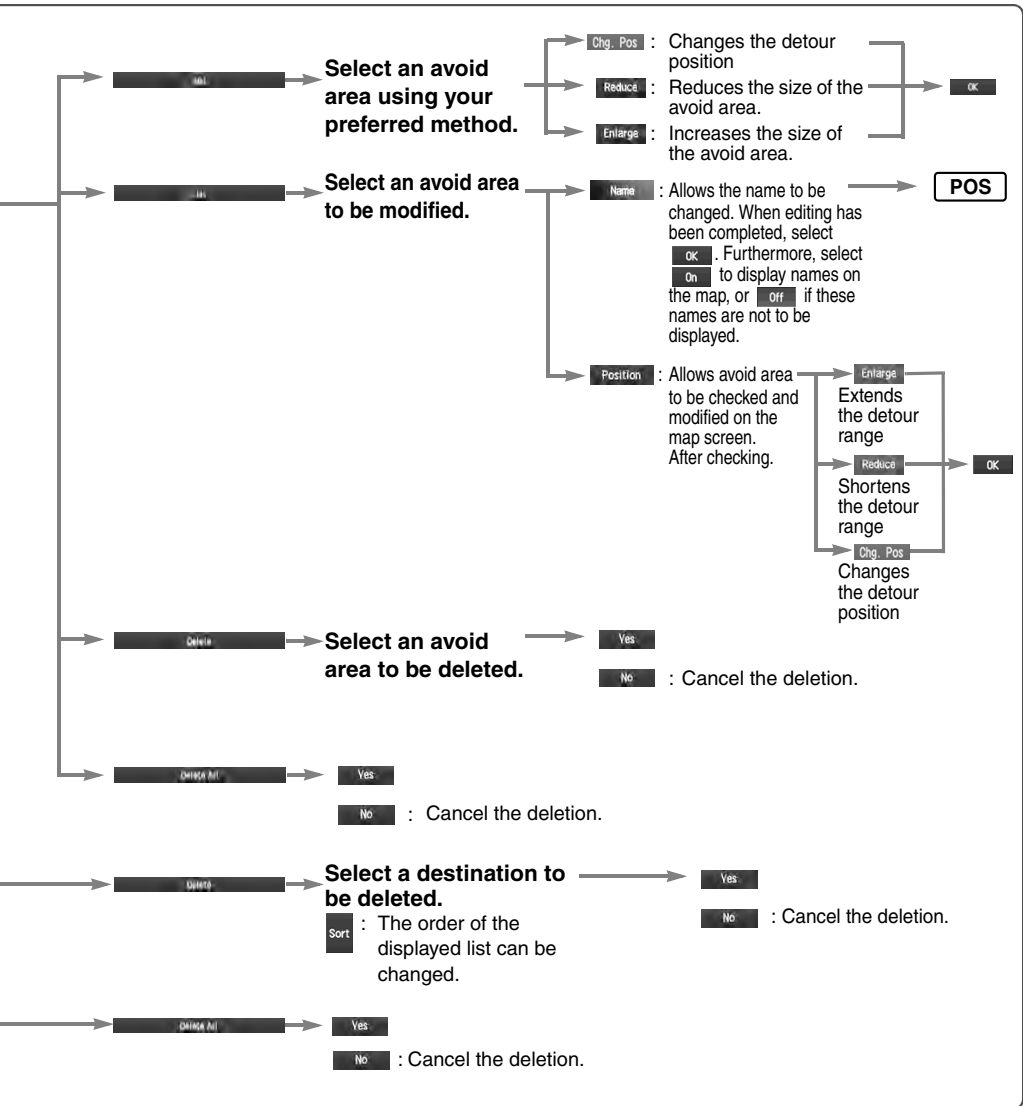 Select an avoid
area using your
preferred method.
Chg. Pos : Changes the detour
position
Reduce : Reduces the size of the
avoid area.
Enlarge : Increases the size of
the avoid area.
OK
Select an avoid area
to be modified.
Name : Allows the name to be
changed. When editing has
been completed, select
OK . Furthermore, select
On to display names on
the map, or Off if these
names are not to be
displayed.
POS
Position : Allows avoid area
to be checked and
modified on the
map screen.
After checking.
Enlarge
Extends
the detour
range
Reduce
Shortens
the detour
range
Chg. Pos
Changes
the detour
position
OK
Delete
Select an avoid
area to be deleted.
Yes
No : Cancel the deletion.
Delete All
Yes
No : Cancel the deletion.
Delete
Select a destination to
be deleted.
Sort : The order of the
displayed list can be
changed.
Yes
No : Cancel the deletion.
Delete All
Yes
No : Cancel the deletion.